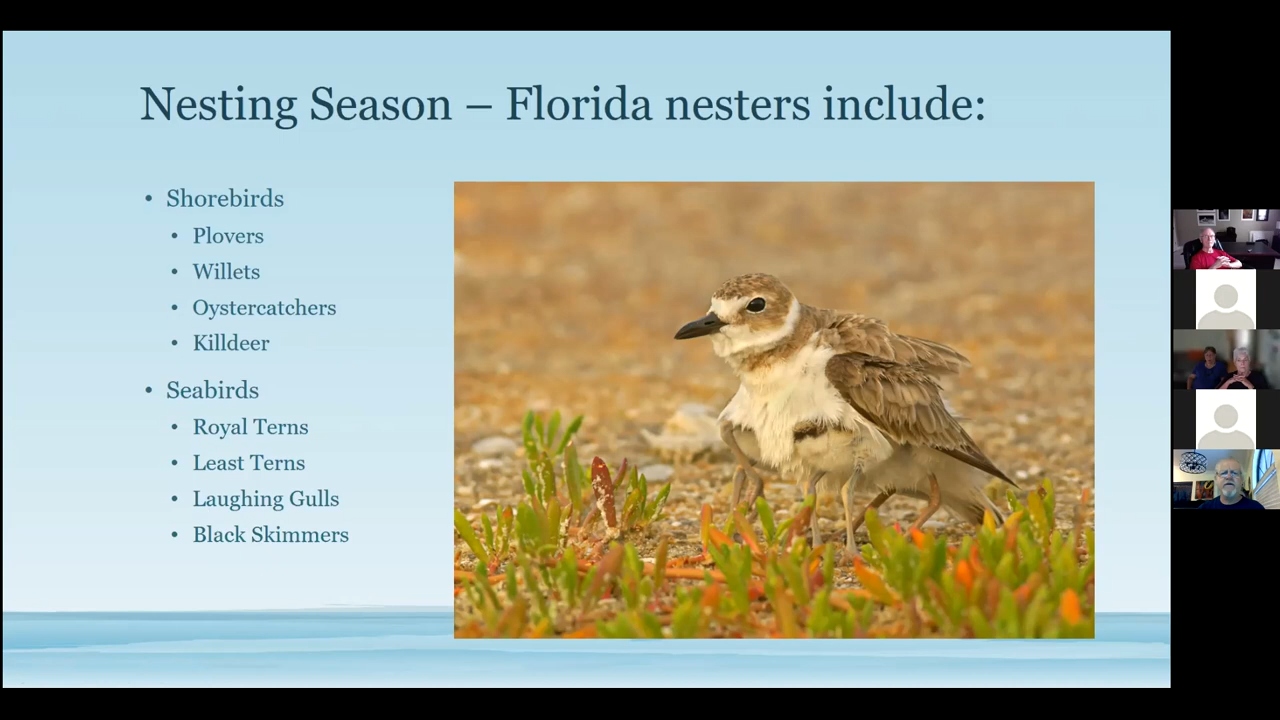 Nesting Season – Florida nesters include:
• Shorebirds
• Plovers
• Willets
• Oystercatchers
• Killdeer
• Seabirds
• Royal Terns
• Least Terns
• Laughing Gulls
• Black Skimmers